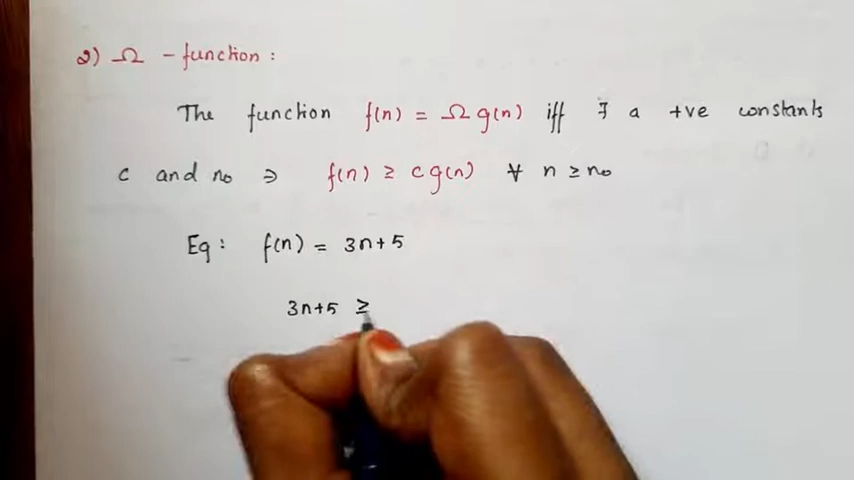 2) Ω - function :
The function f(n) = Ω g(n) iff ∃ a +ve constants
c and n₀ ∋ f(n) ≥ c g(n) ∀ n ≥ n₀
Eg : f(n) = 3n+5
3n+5 ≥